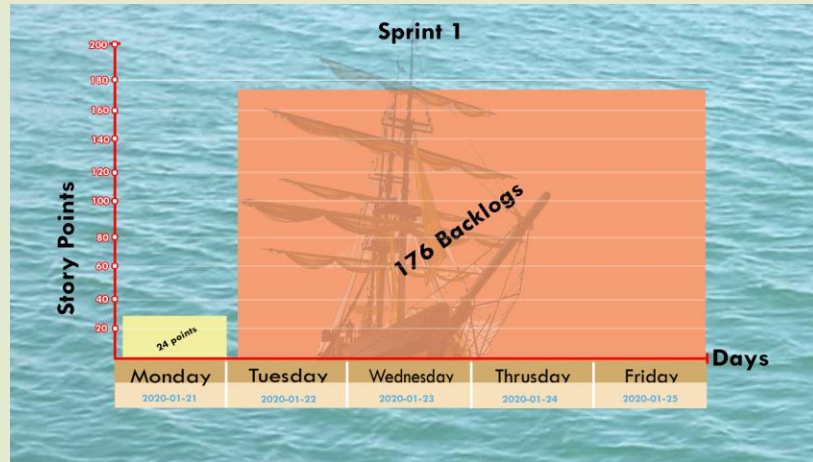 Sprint 1
Story Points
200
180
160
140
120
100
80
60
40
20
24 points
176 Backlogs
Days
Monday Tuesday Wednesday Thrusday Friday
2020-01-21 2020-01-22 2020-01-23 2020-01-24 2020-01-25